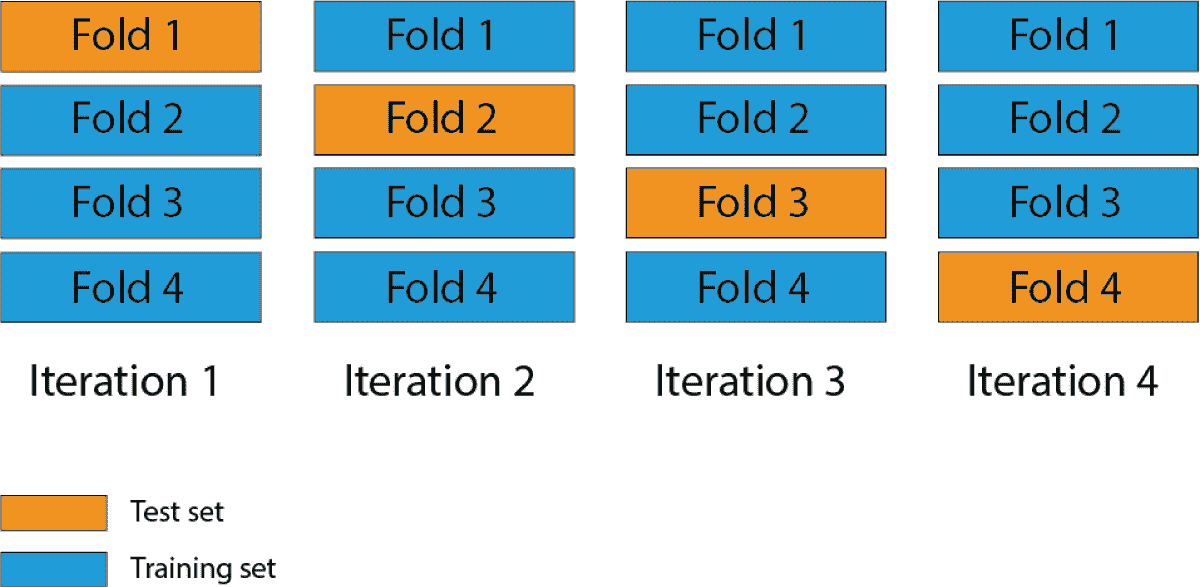 Fold 1 Fold 1 Fold 1 Fold 1
Fold 2 Fold 2 Fold 2 Fold 2
Fold 3 Fold 3 Fold 3 Fold 3
Fold 4 Fold 4 Fold 4 Fold 4
Iteration 1 Iteration 2 Iteration 3 Iteration 4
Test set
Training set